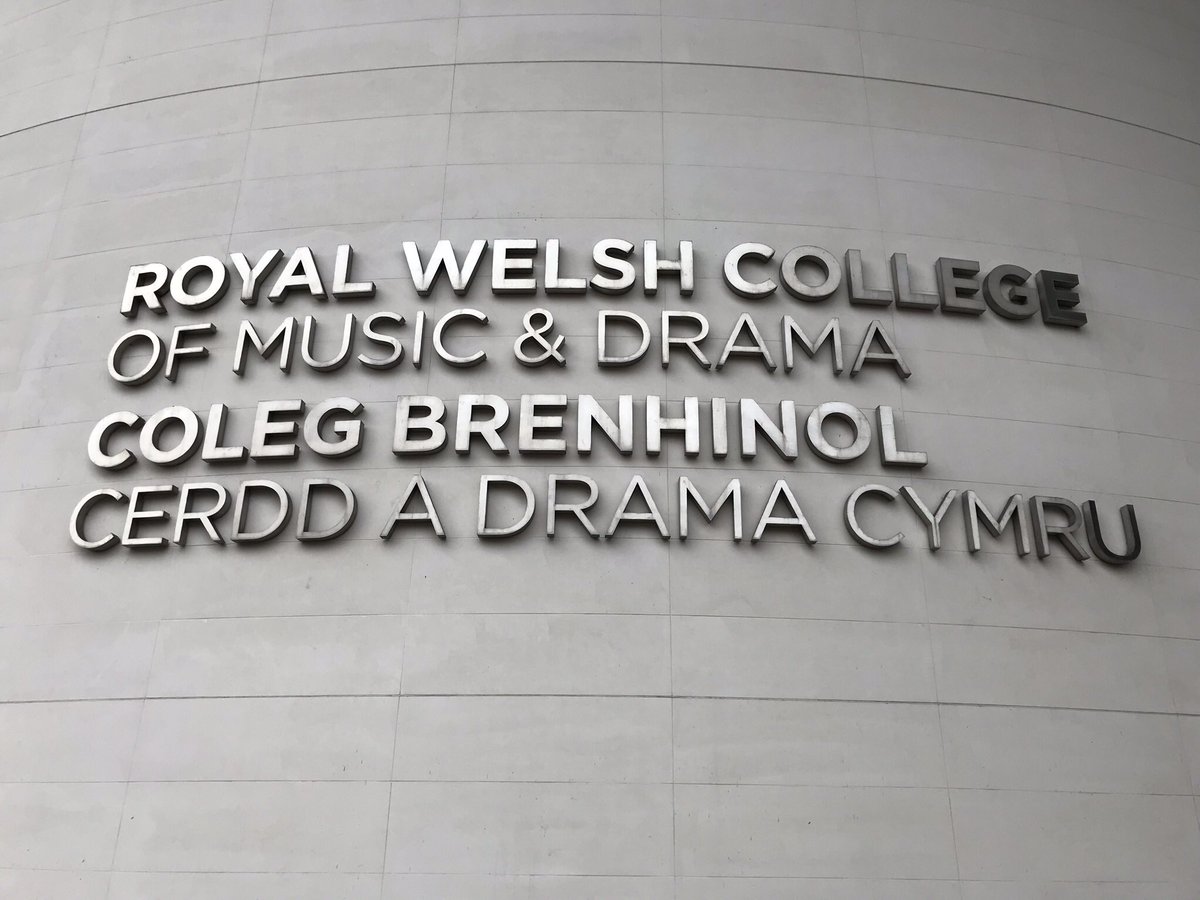 ROYAL WELSH COLLEGE
OF MUSIC & DRAMA
COLEG BRENHINOL
CERDD A DRAMA CYMRU